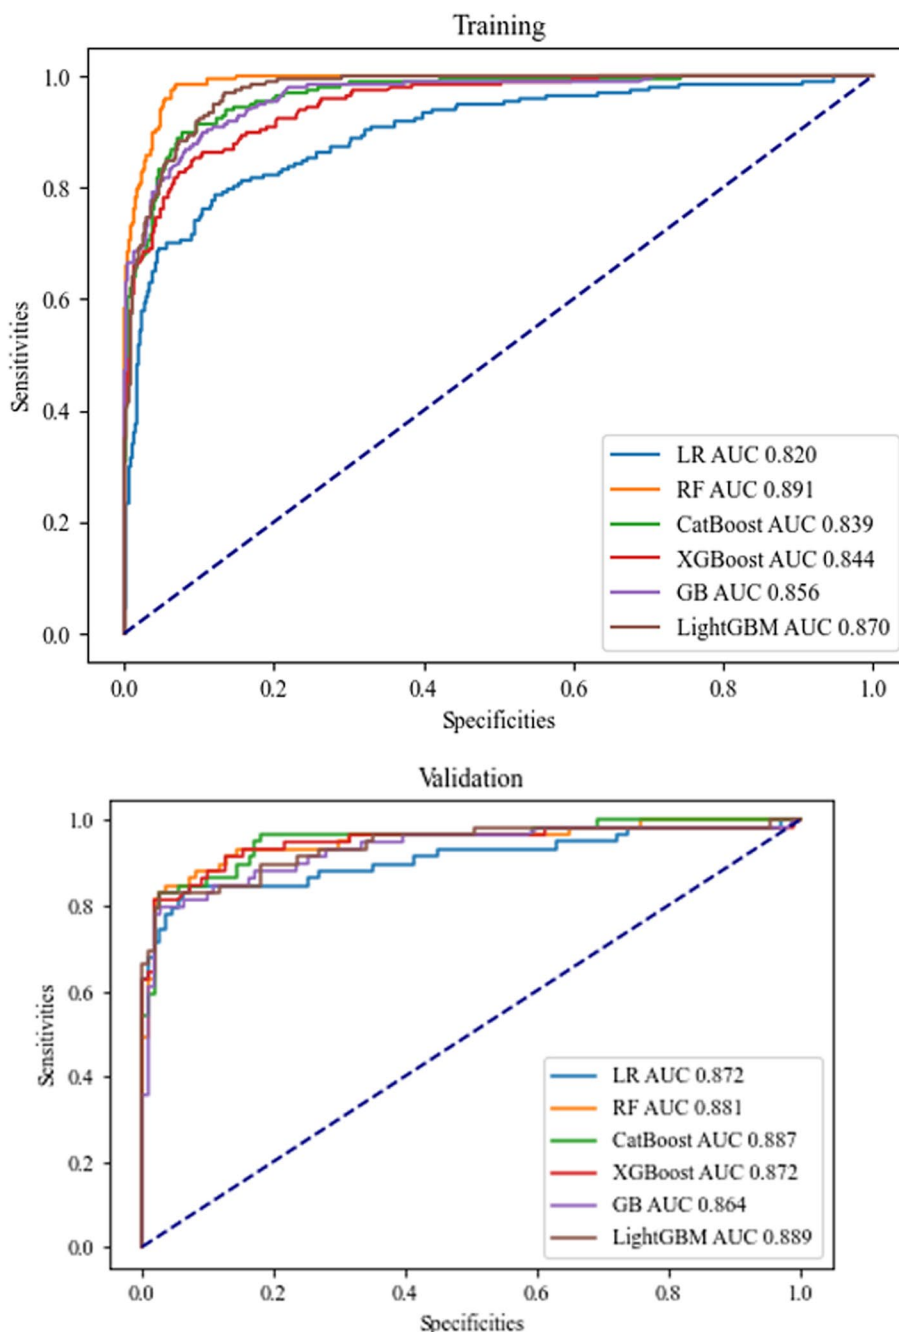 Training
1.0
0.8
0.6
0.4
0.2
0.0
Sensitivities
LR AUC 0.820
RF AUC 0.891
CatBoost AUC 0.839
XGBoost AUC 0.844
GB AUC 0.856
LightGBM AUC 0.870
0.0 0.2 0.4 0.6 0.8 1.0
Specificities
Validation
1.0
0.8
0.6
0.4
0.2
0.0
Sensitivities
LR AUC 0.872
RF AUC 0.881
CatBoost AUC 0.887
XGBoost AUC 0.872
GB AUC 0.864
LightGBM AUC 0.889
0.0 0.2 0.4 0.6 0.8 1.0
Specificities